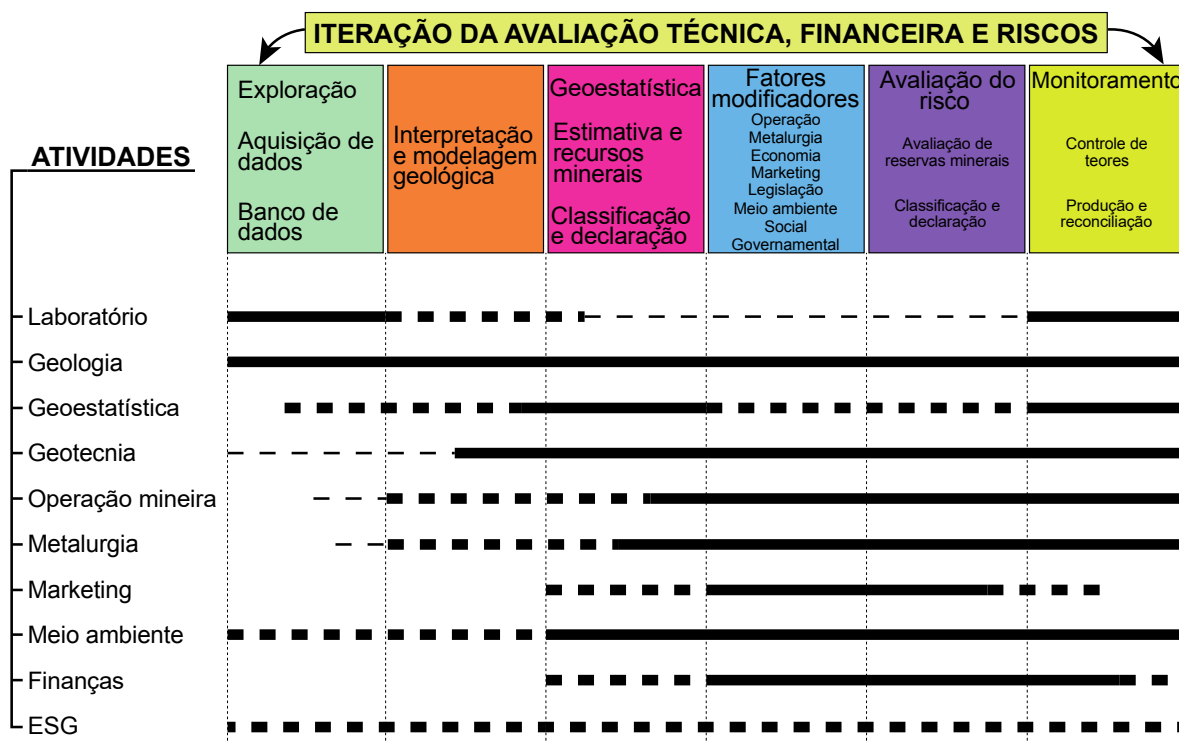 ITERAÇÃO DA AVALIAÇÃO TÉCNICA, FINANCEIRA E RISCOS
ATIVIDADES
Exploração
Aquisição de
dados
Banco de
dados
Interpretação
e modelagem
geológica
Geoestatística
Estimativa e
recursos
minerais
Classificação
e declaração
Fatores
modificadores
Operação
Metalurgia
Economia
Marketing
Legislação
Meio ambiente
Social
Governamental
Avaliação do
risco
Avaliação de
reservas minerais
Classificação e
declaração
Monitoramento
Controle de
teores
Produção e
reconciliação
Laboratório
Geologia
Geoestatística
Geotecnia
Operação mineira
Metalurgia
Marketing
Meio ambiente
Finanças
ESG